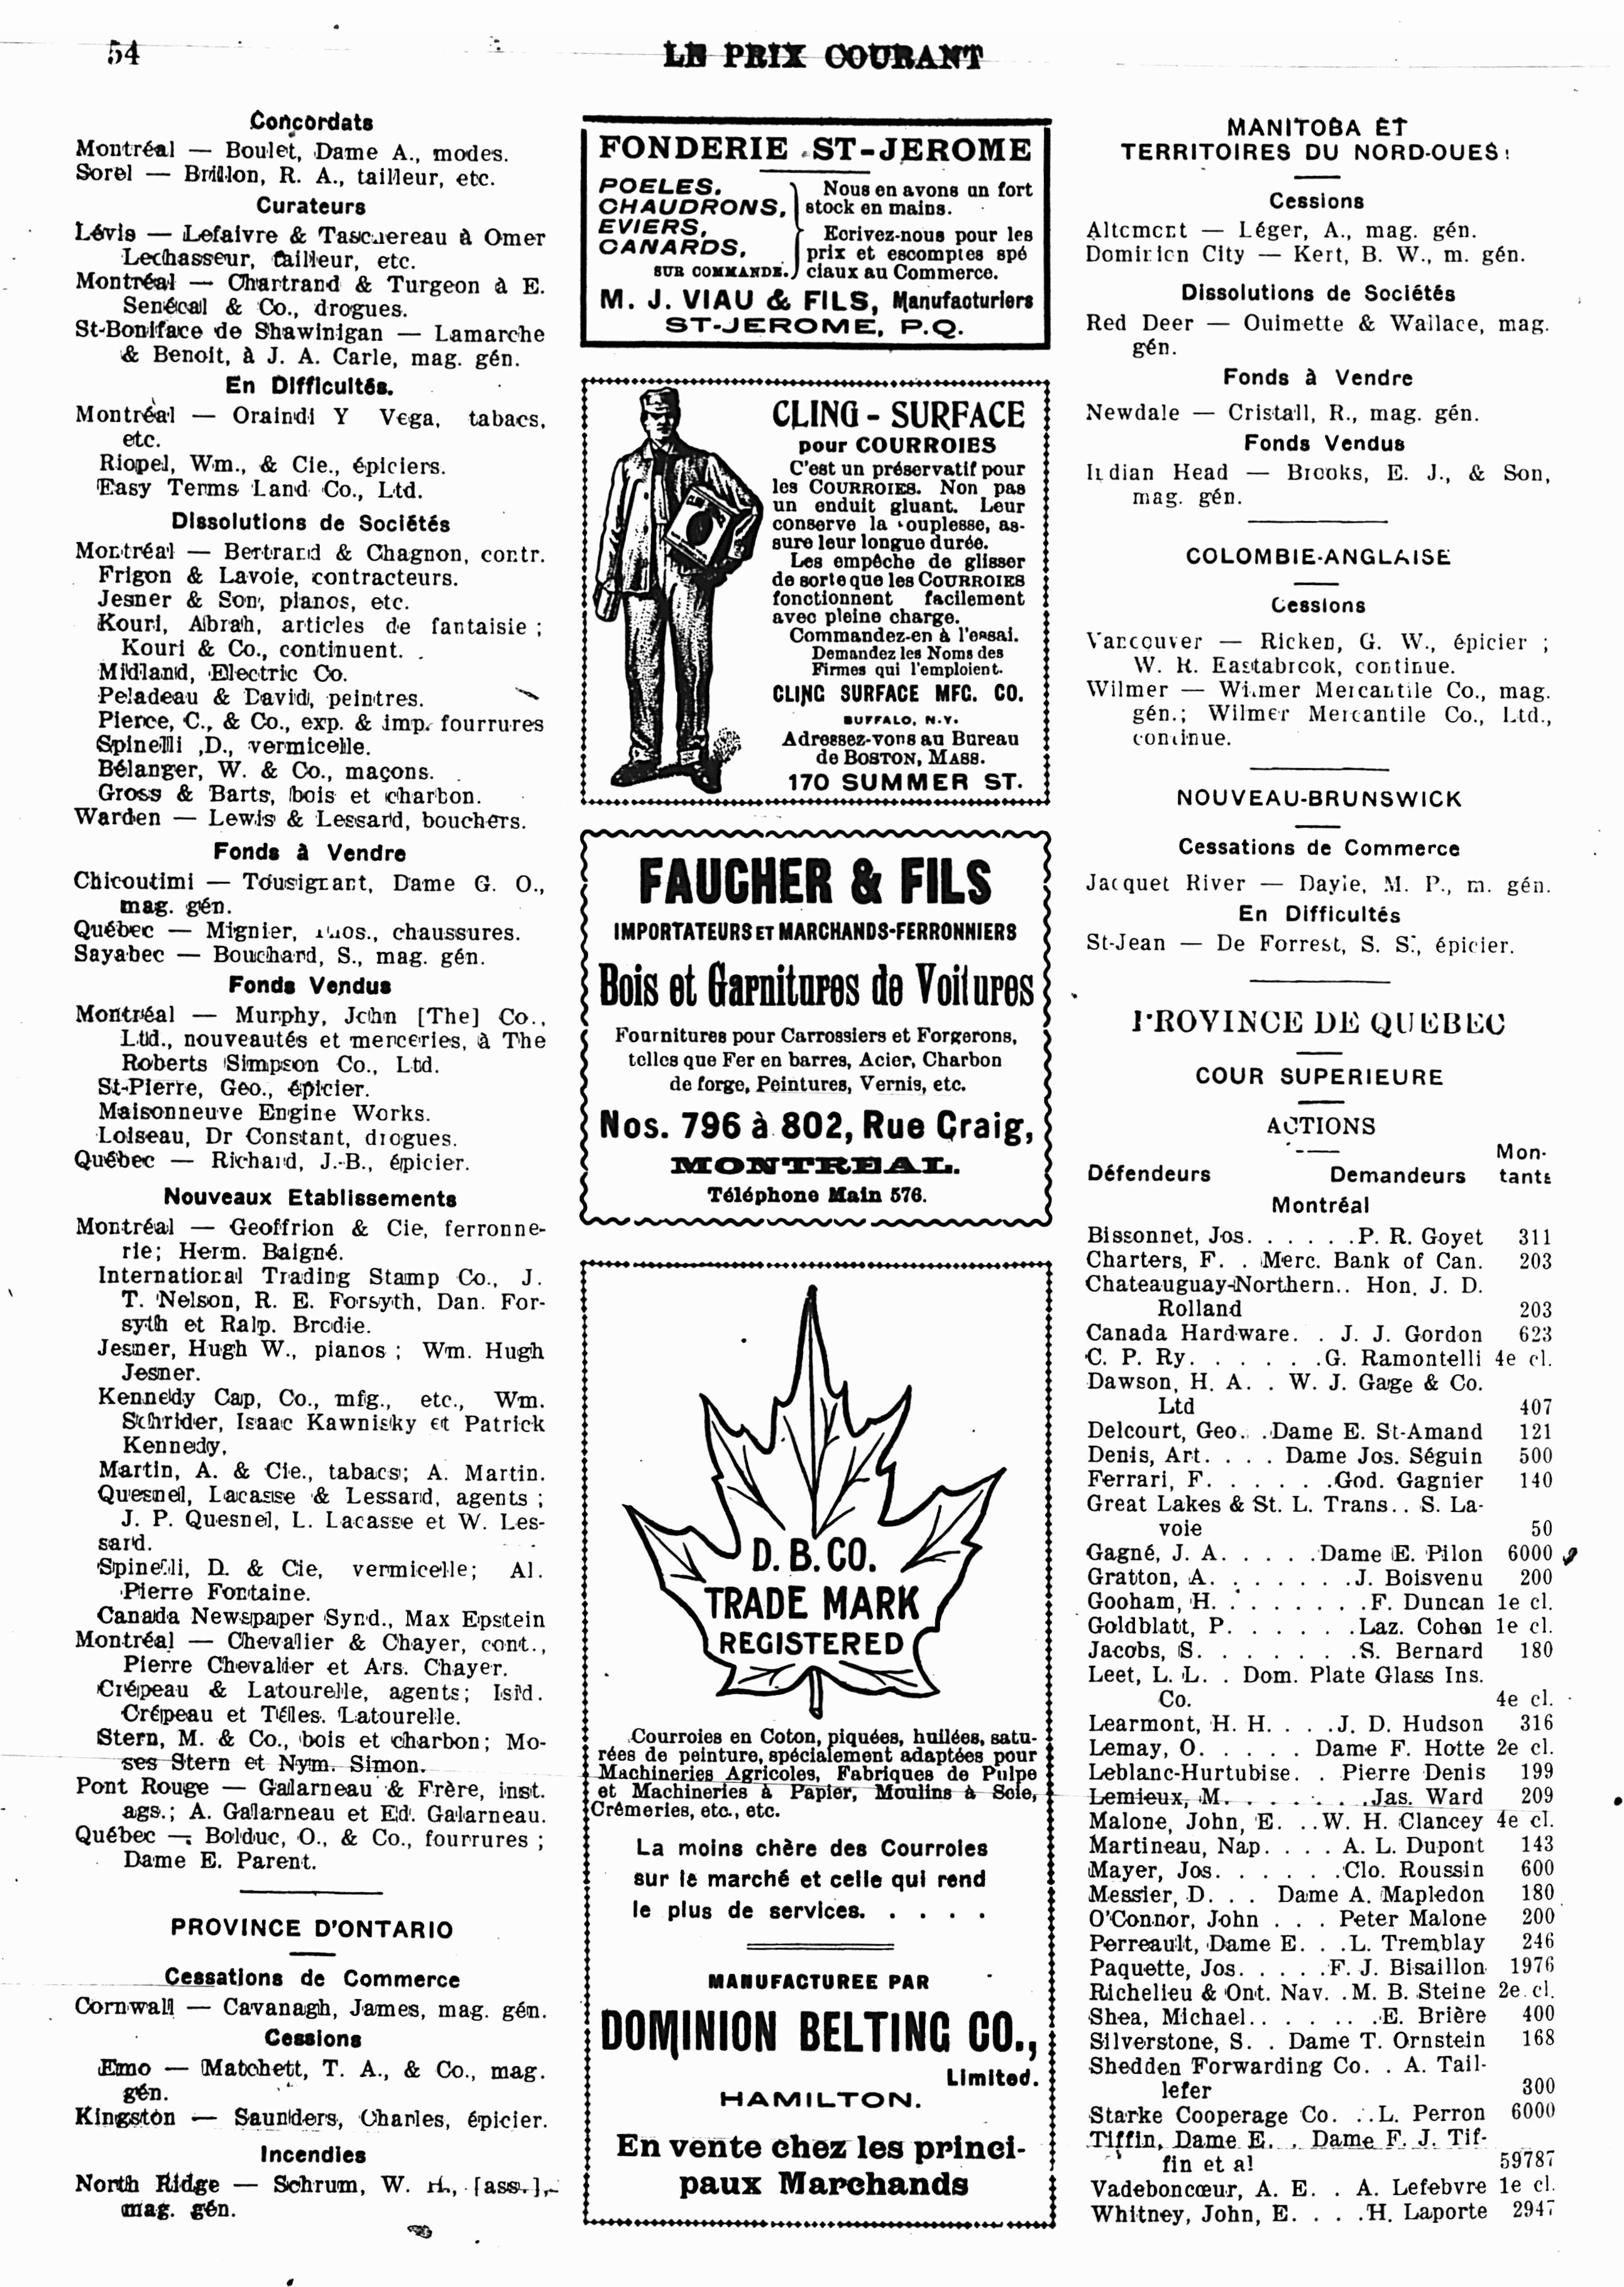 54
LE PRIX COURANT
Concordats
Montréal — Boulet, Dame A., modes.
Sorel — Brillon, R. A., tailleur, etc.
Curateurs
Lévis — Lefaivre & Taschereau à Omer
Lechasseur, tailleur, etc.
Montréal — Chartrand & Turgeon à E.
Senécal & Co., drogues.
St-Boniface de Shawinigan — Lamarche
& Benoit, à J. A. Carle, mag. gén.
En Difficultés.
Montréal — Oraindi Y Vega, tabacs,
etc.
Riopel, Wm., & Cie., épiciers.
Easy Terms Land Co., Ltd.
Dissolutions de Sociétés
Montréal — Bertrand & Chagnon, contr.
Frigon & Lavoie, contracteurs.
Jesner & Son, pianos, etc.
Kouri, Abrah, articles de fantaisie ;
Kouri & Co., continuent.
Midland, Electric Co.
Peladeau & David, peintres.
Pierce, C., & Co., exp. & imp. fourrures
Spinelli ,D., vermicelle.
Bélanger, W. & Co., maçons.
Gross & Barts, bois et charbon.
Warden — Lewis & Lessard, bouchers.
Fonds à Vendre
Chicoutimi — Tousignant, Dame G. O.,
mag. gén.
Québec — Mignier, chaussures.
Sayabec — Bouchard, S., mag. gén.
Fonds Vendus
Montréal — Murphy, John [The] Co.,
Ltd., nouveautés et merceries, à The
Roberts Simpson Co., Ltd.
St-Pierre, Geo., épicier.
Maisonneuve Engine Works.
Loiseau, Dr Constant, drogues.
Québec — Richard, J.-B., épicier.
Nouveaux Etablissements
Montréal — Geoffrion & Cie, ferronne-
rie; Herm. Baigné.
International Trading Stamp Co., J.
T. Nelson, R. E. Forsyth, Dan. For-
syth et Ralp. Brodie.
Jesner, Hugh W., pianos ; Wm. Hugh
Jesner.
Kennedy Cap, Co., mfg., etc., Wm.
Schrider, Isaac Kawnisky et Patrick
Kennedy,
Martin, A. & Cie., tabacs; A. Martin.
Quesnel, Lacasse & Lessard, agents ;
J. P. Quesnel, L. Lacasse et W. Les-
sard.
Spinelli, D. & Cie, vermicelle; Al.
Pierre Fontaine.
Canada Newspaper Synd., Max Epstein
Montréal — Chevalier & Chayer, cont.,
Pierre Chevalier et Ars. Chayer.
Crépeau & Latourelle, agents; Isid.
Crépeau et Télles. Latourelle.
Stern, M. & Co., bois et charbon; Mo-
ses Stern et Nym. Simon.
Pont Rouge — Gallarneau & Frère, inst.
ags.; A. Gallarneau et Ed. Galarneau.
Québec — Bolduc, O., & Co., fourrures ;
Dame E. Parent.
PROVINCE D'ONTARIO
Cessations de Commerce
Cornwall — Cavanagh, James, mag. gén.
Cessions
Emo — Matchett, T. A., & Co., mag.
gén.
Kingston — Saunders, Charles, épicier.
Incendies
North Ridge — Schrum, W. H., [ass.],
mag. gén.
FONDERIE ST-JEROME
POELES,
CHAUDRONS,
EVIERS,
CANARDS,
SUR COMMANDE.
Nous en avons un fort
stock en mains.
Ecrivez-nous pour les
prix et escomptes spé
ciaux au Commerce.
M. J. VIAU & FILS, Manufacturiers
ST-JEROME, P.Q.
CLING - SURFACE
pour COURROIES
C'est un préservatif pour
les COURROIES. Non pas
un enduit gluant. Leur
conserve la souplesse, as-
sure leur longue durée.
Les empêche de glisser
de sorte que les COURROIES
fonctionnent facilement
avec pleine charge.
Commandez-en à l'essai.
Demandez les Noms des
Firmes qui l'emploient.
CLING SURFACE MFG. CO.
BUFFALO, N.Y.
Adressez-vous au Bureau
de BOSTON, MASS.
170 SUMMER ST.
FAUCHER & FILS
IMPORTATEURS ET MARCHANDS-FERRONNIERS
Bois et Garnitures de Voitures
Fournitures pour Carrossiers et Forgerons,
telles que Fer en barres, Acier, Charbon
de forge, Peintures, Vernis, etc.
Nos. 796 à 802, Rue Craig,
MONTREAL.
Téléphone Main 576.
D. B. CO.
TRADE MARK
REGISTERED
Courroies en Coton, piquées, huilées, satu-
rées de peinture, spécialement adaptées pour
Machineries Agricoles, Fabriques de Pulpe
et Machineries à Papier, Moulins à Scie,
Crêmeries, etc., etc.
La moins chère des Courroies
sur le marché et celle qui rend
le plus de services. . . . .
MANUFACTUREE PAR
DOMINION BELTING CO.,
Limited.
HAMILTON.
En vente chez les princi-
paux Marchands
MANITOBA ET
TERRITOIRES DU NORD-OUEST
Cessions
Altcment — Léger, A., mag. gén.
Dominion City — Kert, B. W., m. gén.
Dissolutions de Sociétés
Red Deer — Ouimette & Wallace, mag.
gén.
Fonds à Vendre
Newdale — Cristall, R., mag. gén.
Fonds Vendus
Indian Head — Brooks, E. J., & Son,
mag. gén.
COLOMBIE-ANGLAISE
Cessions
Vancouver — Ricken, G. W., épicier ;
W. R. Eastabrook, continue.
Wilmer — Wilmer Mercantile Co., mag.
gén.; Wilmer Mercantile Co., Ltd.,
continue.
NOUVEAU-BRUNSWICK
Cessations de Commerce
Jacquet River — Dayle, M. P., m. gén.
En Difficultés
St-Jean — De Forrest, S. S., épicier.
PROVINCE DE QUEBEC
COUR SUPERIEURE
ACTIONS
Mon-
Défendeurs Demandeurs tants
Montréal
Bissonnet, Jos. . . . . . .P. R. Goyet 311
Charters, F. . Merc. Bank of Can. 203
Chateauguay-Northern.. Hon. J. D.
Rolland 203
Canada Hardware. . J. J. Gordon 623
C. P. Ry. . . . . . .G. Ramontelli 4e cl.
Dawson, H. A. . W. J. Gage & Co.
Ltd 407
Delcourt, Geo. . .Dame E. St-Amand 121
Denis, Art. . . . Dame Jos. Séguin 500
Ferrari, F. . . . . . .God. Gagnier 140
Great Lakes & St. L. Trans.. S. La-
voie 50
Gagné, J. A. . . . . .Dame E. Pilon 6000
Gratton, A. . . . . . . .J. Boisvenu 200
Gooham, H. . . . . . . . .F. Duncan 1e cl.
Goldblatt, P. . . . . . .Laz. Cohen 1e cl.
Jacobs, S. . . . . . . .S. Bernard 180
Leet, L. L. . Dom. Plate Glass Ins.
Co. 4e cl.
Learmont, H. H. . . . .J. D. Hudson 316
Lemay, O. . . . . Dame F. Hotte 2e cl.
Leblanc-Hurtubise. . Pierre Denis 199
Lemieux, M. . . . . . . .Jas. Ward 209
Malone, John, E. . ..W. H. Clancey 4e cl.
Martineau, Nap. . . . A. L. Dupont 143
Mayer, Jos. . . . . . .Clo. Roussin 600
Messier, D. . . Dame A. Mapledon 180
O'Connor, John . . . Peter Malone 200
Perreault, Dame E. . .L. Tremblay 246
Paquette, Jos. . . . . .F. J. Bisaillon 1976
Richelieu & Ont. Nav. .M. B. Steine 2e cl.
Shea, Michael. . . . . . .E. Brière 400
Silverstone, S. . Dame T. Ornstein 168
Shedden Forwarding Co. . A. Tail-
lefer 300
Starke Cooperage Co. . ..L. Perron 6000
Tiffin, Dame E. . Dame F. J. Tif-
fin et al 59787
Vadeboncœur, A. E. . A. Lefebvre 1e cl.
Whitney, John, E. . . . .H. Laporte 2947